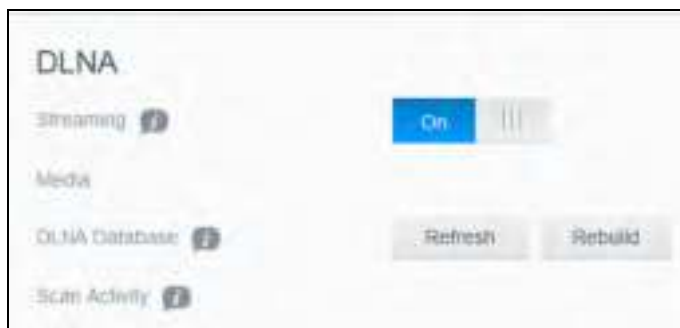 DLNA
Streaming
On
Media
DLNA Database
Refresh Rebuild
Scan Activity